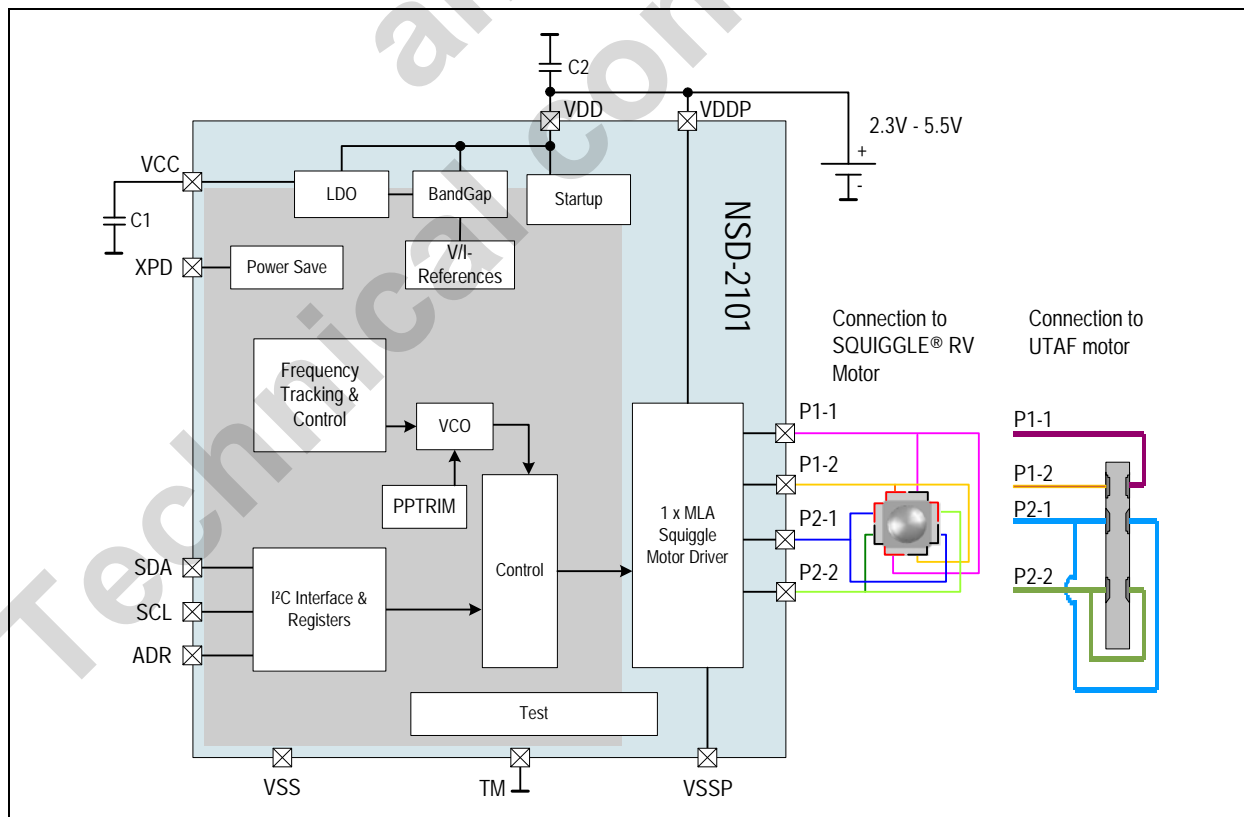 C2
VDD
VDDP
2.3V - 5.5V
+
-
VCC
C1
LDO
BandGap
Startup
V/I-
References
XPD
Power Save
NSD-2101
Connection to
SQUIGGLE® RV
Motor
Connection to
UTAF motor
Frequency
Tracking &
Control
VCO
PPTRIM
Control
1 x MLA
Squiggle
Motor Driver
P1-1
P1-2
P2-1
P2-2
P1-1
P1-2
P2-1
P2-2
SDA
SCL
ADR
I²C Interface &
Registers
Test
VSS
TM
VSSP
Technical con
a